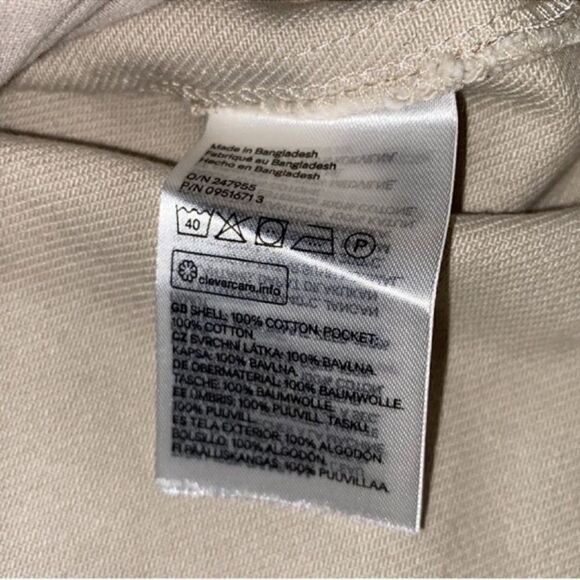 Made in Bangladesh
Fabriqué au Bangladesh
Hecho en Bangladesh
O/N 247955
P/N 0951671 3
40
P
clevercare.info
GB SHELL: 100% COTTON. POCKET:
100% COTTON
CZ SVRCHNÍ LÁTKA: 100% BAVLNA
KAPSA: 100% BAVLNA
DE OBERMATERIAL: 100% BAUMWOLLE.
TASCHE: 100% BAUMWOLLE
EE ÜMBRIS: 100% PUUVILL. TASKU:
100% PUUVILL
ES TELA EXTERIOR: 100% ALGODÓN.
BOLSILLO: 100% ALGODÓN
FI PÄÄLLISKANGAS: 100% PUUVILLAA